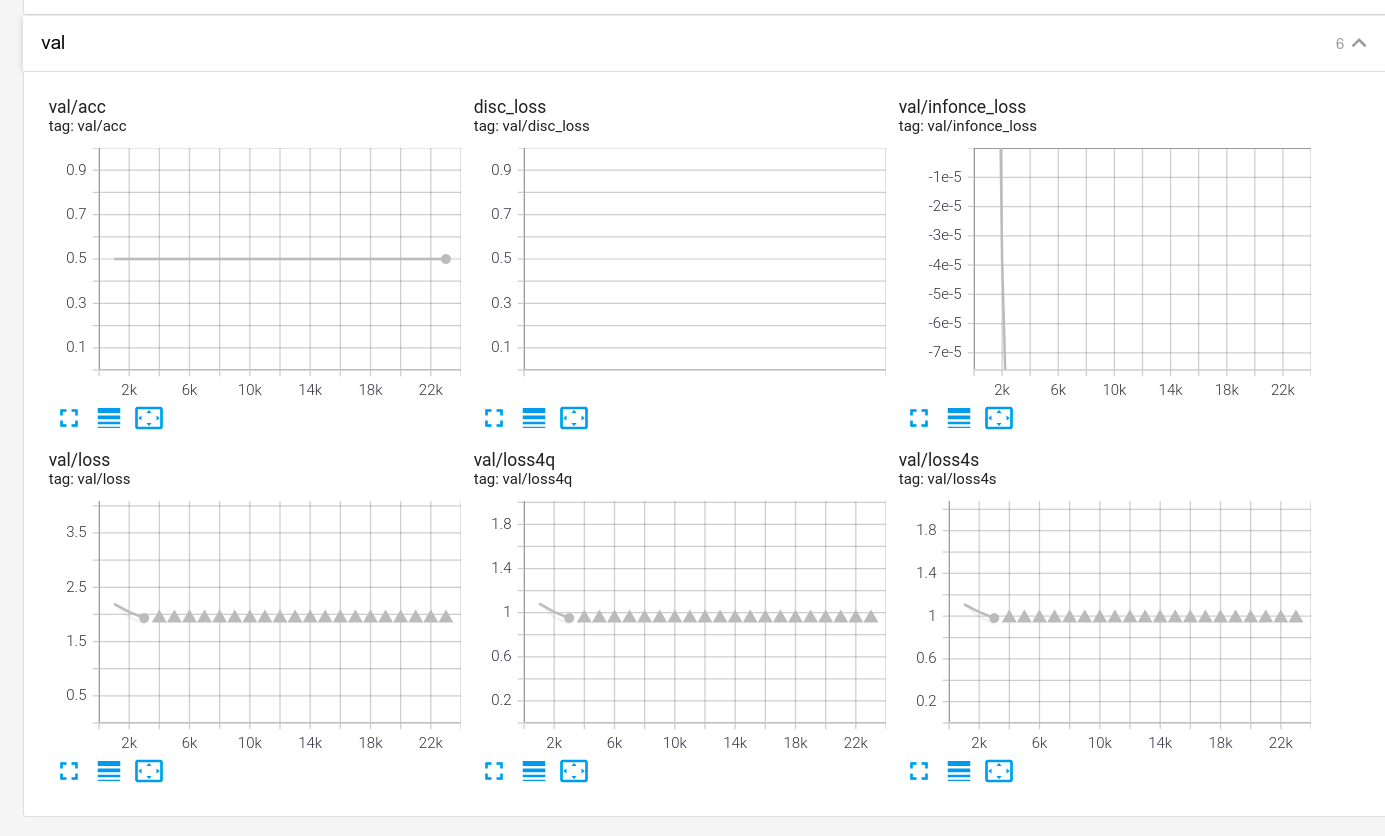 val
6
val/acc
tag: val/acc
0.9
0.7
0.5
0.3
0.1
2k 6k 10k 14k 18k 22k
disc_loss
tag: val/disc_loss
0.9
0.7
0.5
0.3
0.1
val/infonce_loss
tag: val/infonce_loss
-1e-5
-2e-5
-3e-5
-4e-5
-5e-5
-6e-5
-7e-5
2k 6k 10k 14k 18k 22k
val/loss
tag: val/loss
3.5
2.5
1.5
0.5
2k 6k 10k 14k 18k 22k
val/loss4q
tag: val/loss4q
1.8
1.4
1
0.6
0.2
2k 6k 10k 14k 18k 22k
val/loss4s
tag: val/loss4s
1.8
1.4
1
0.6
0.2
2k 6k 10k 14k 18k 22k